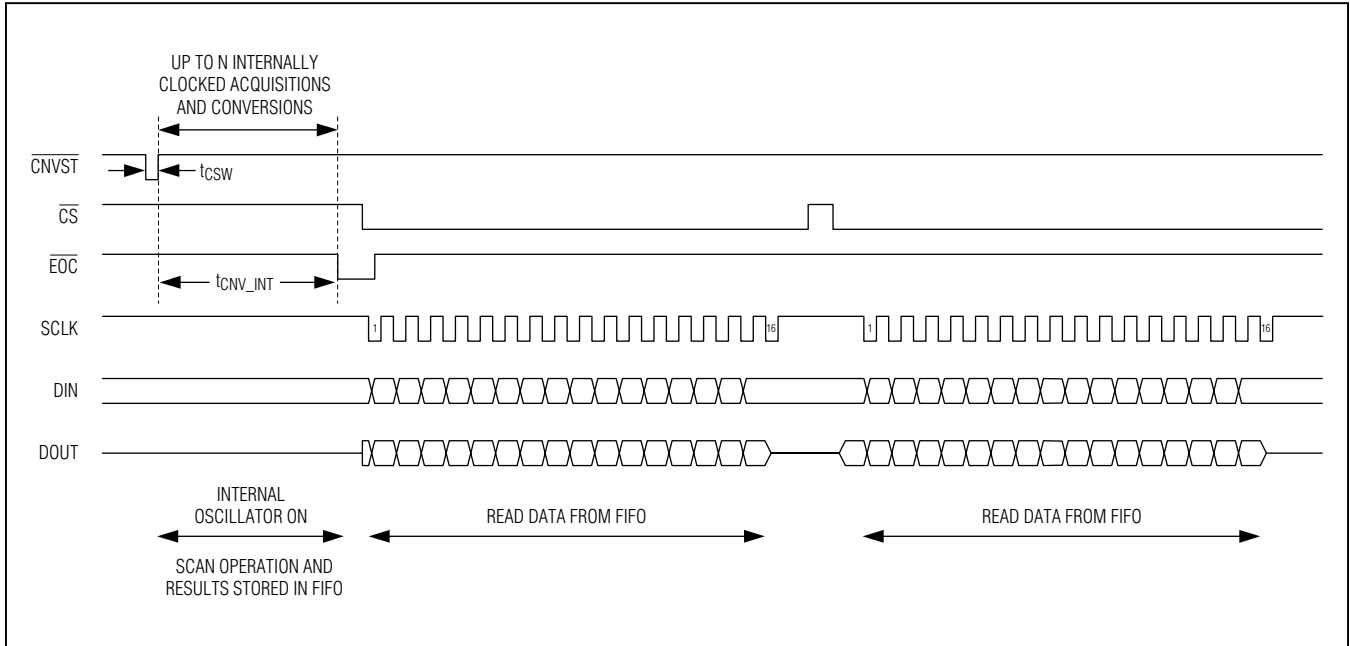 UP TO N INTERNALLY
CLOCKED ACQUISITIONS
AND CONVERSIONS
CNVST
tCSW
CS
EOC
tCNV_INT
SCLK
1
16
1
16
DIN
DOUT
INTERNAL
OSCILLATOR ON
READ DATA FROM FIFO
READ DATA FROM FIFO
SCAN OPERATION AND
RESULTS STORED IN FIFO